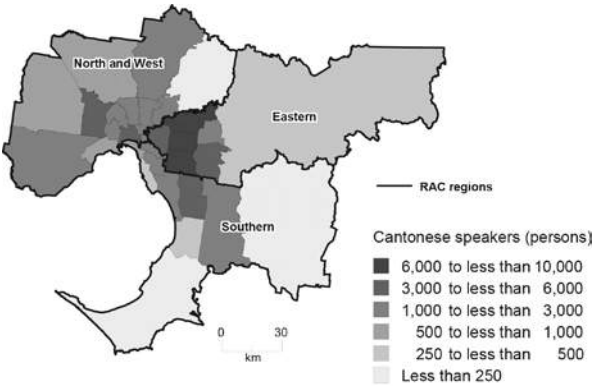 North and West
Eastern
RAC regions
Southern
Cantonese speakers (persons)
6,000 to less than 10,000
3,000 to less than 6,000
1,000 to less than 3,000
500 to less than 1,000
250 to less than 500
Less than 250
0 30
km